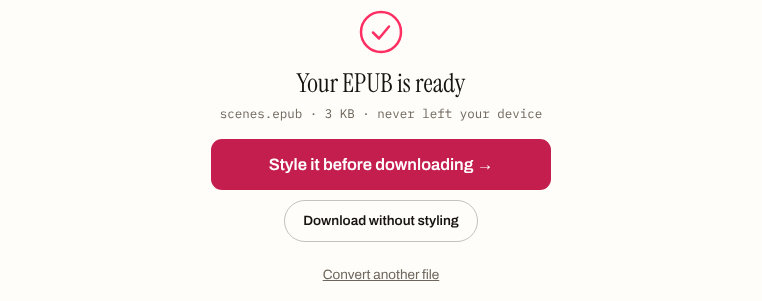 Your EPUB is ready
scenes.epub · 3 KB · never left your device
Style it before downloading →
Download without styling
Convert another file